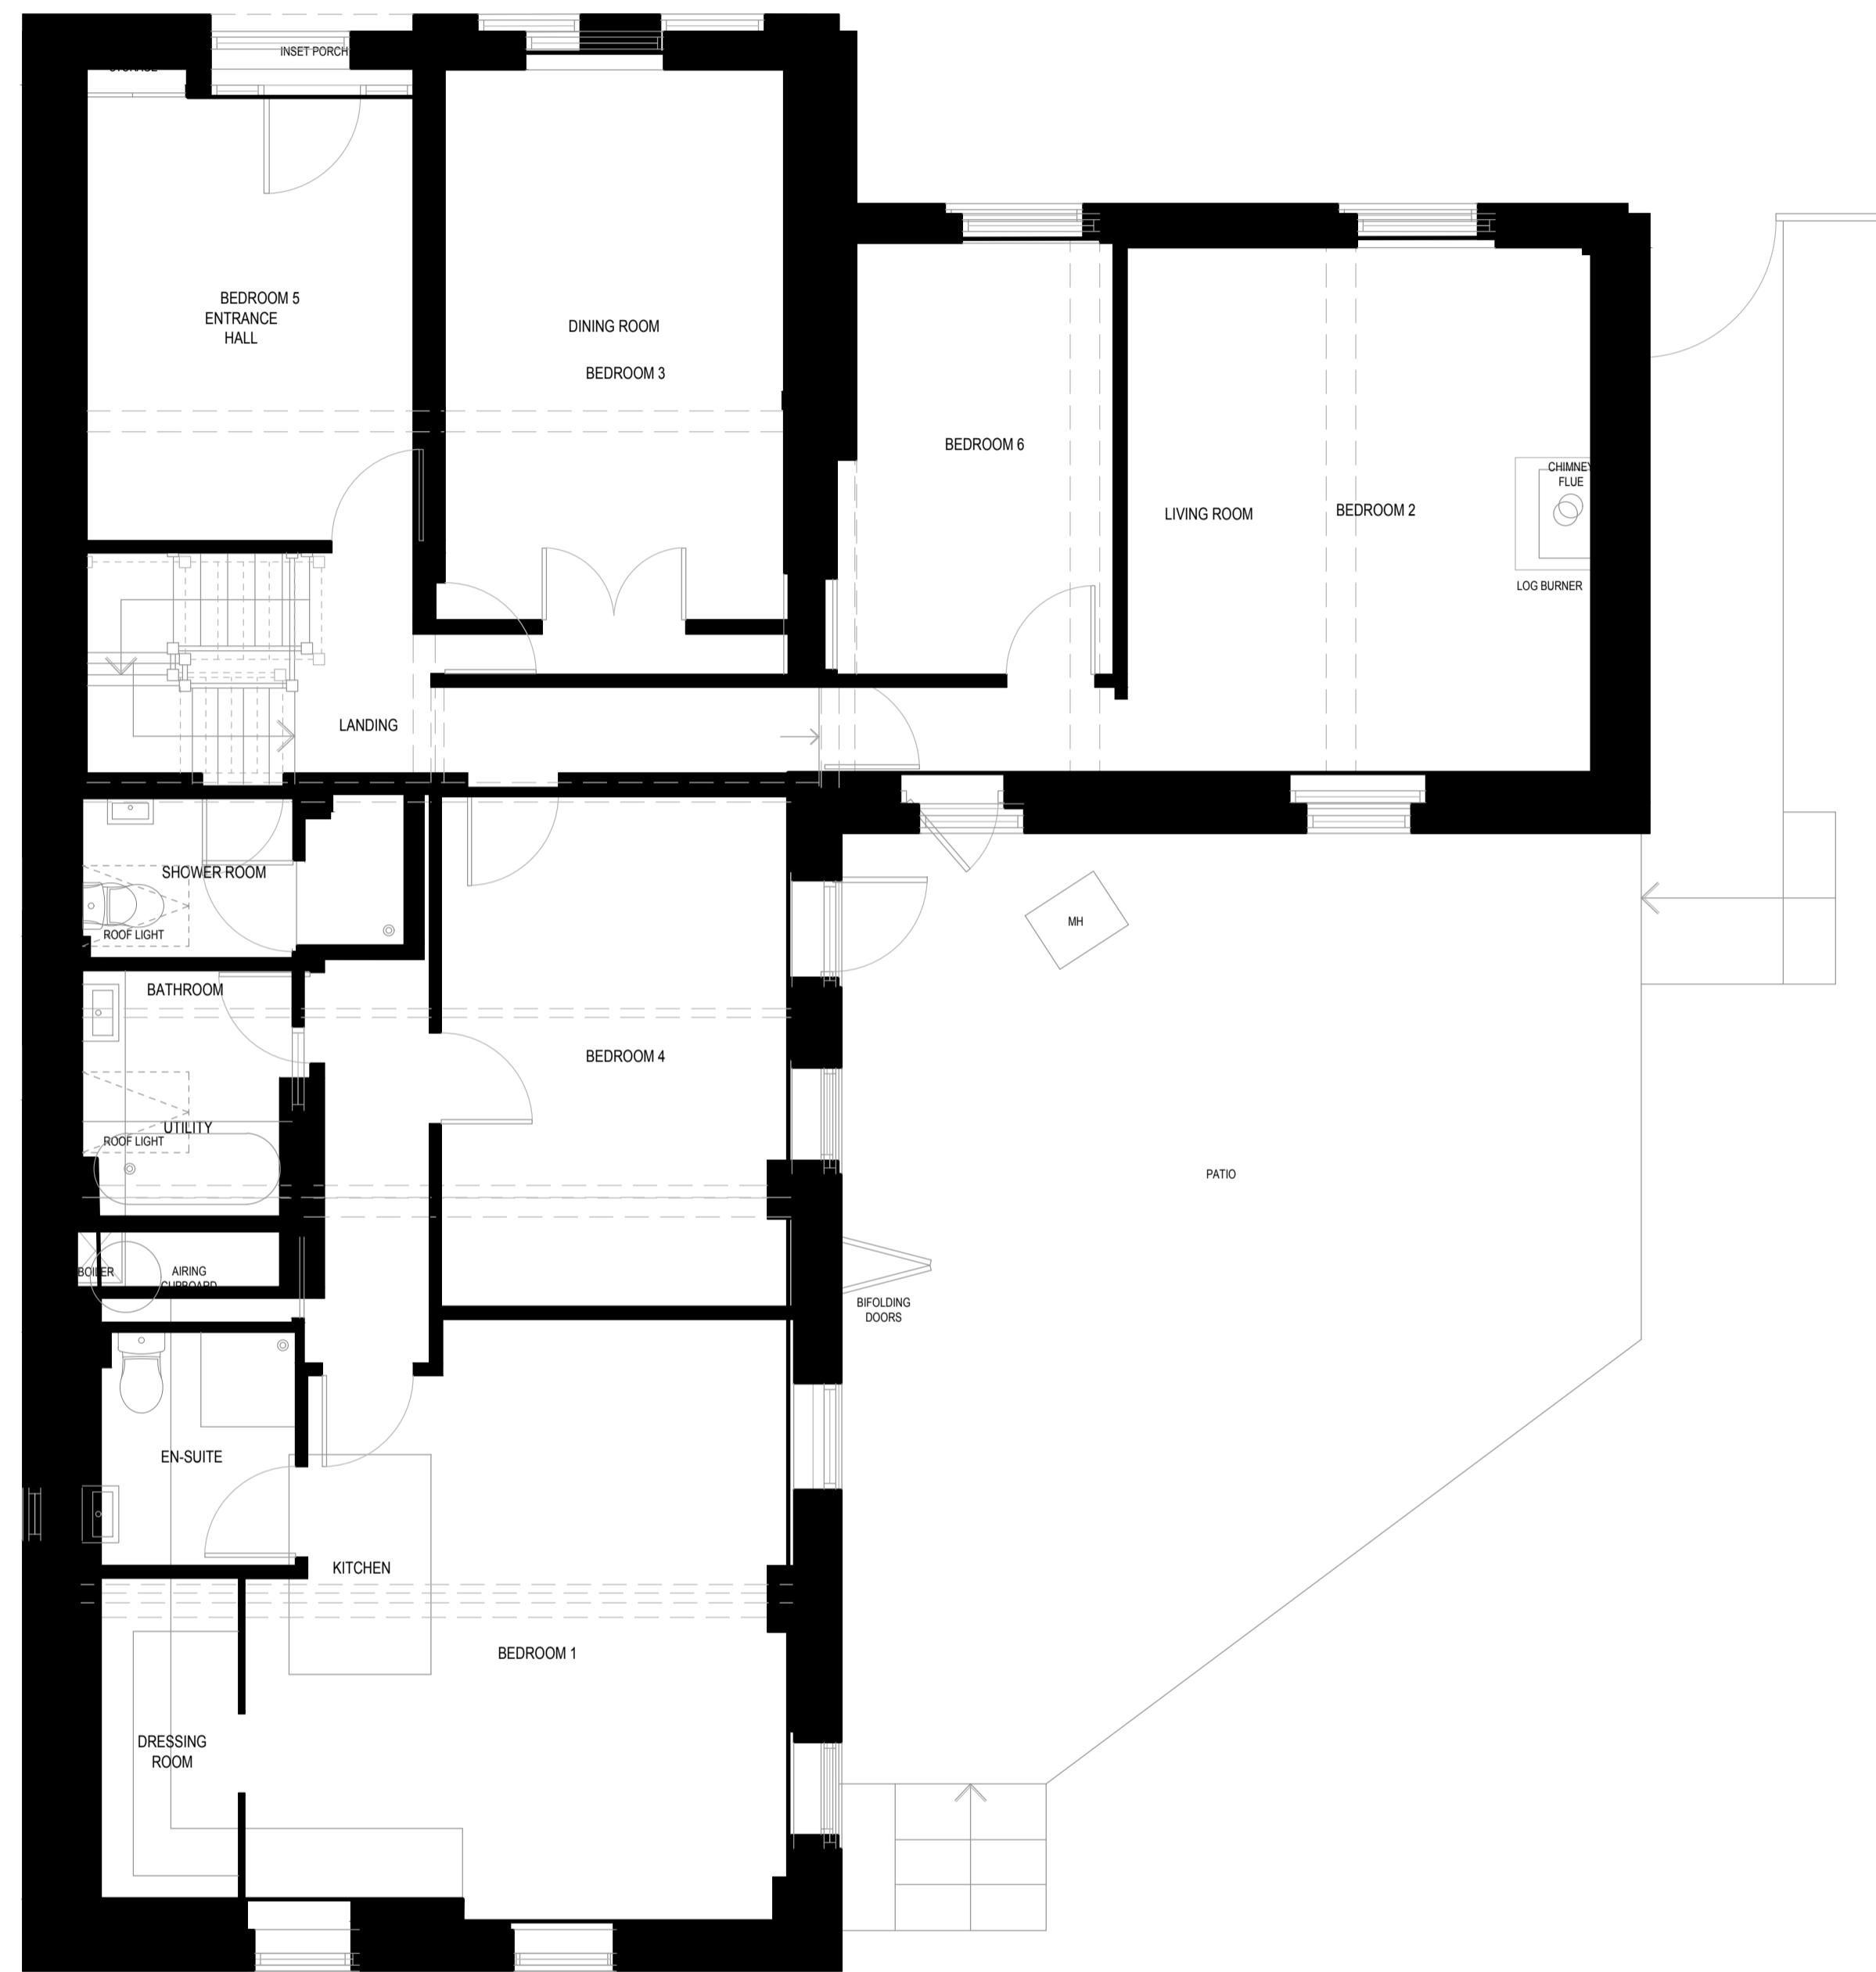 INSET PORCH
STORAGE
BEDROOM 5
ENTRANCE
HALL
DINING ROOM
BEDROOM 3
BEDROOM 6
LIVING ROOM
BEDROOM 2
CHIMNEY
FLUE
LOG BURNER
LANDING
SHOWER ROOM
ROOF LIGHT
MH
BATHROOM
BEDROOM 4
UTILITY
ROOF LIGHT
PATIO
BOILER
AIRING
CUPBOARD
BIFOLDING
DOORS
EN-SUITE
KITCHEN
BEDROOM 1
DRESSING
ROOM